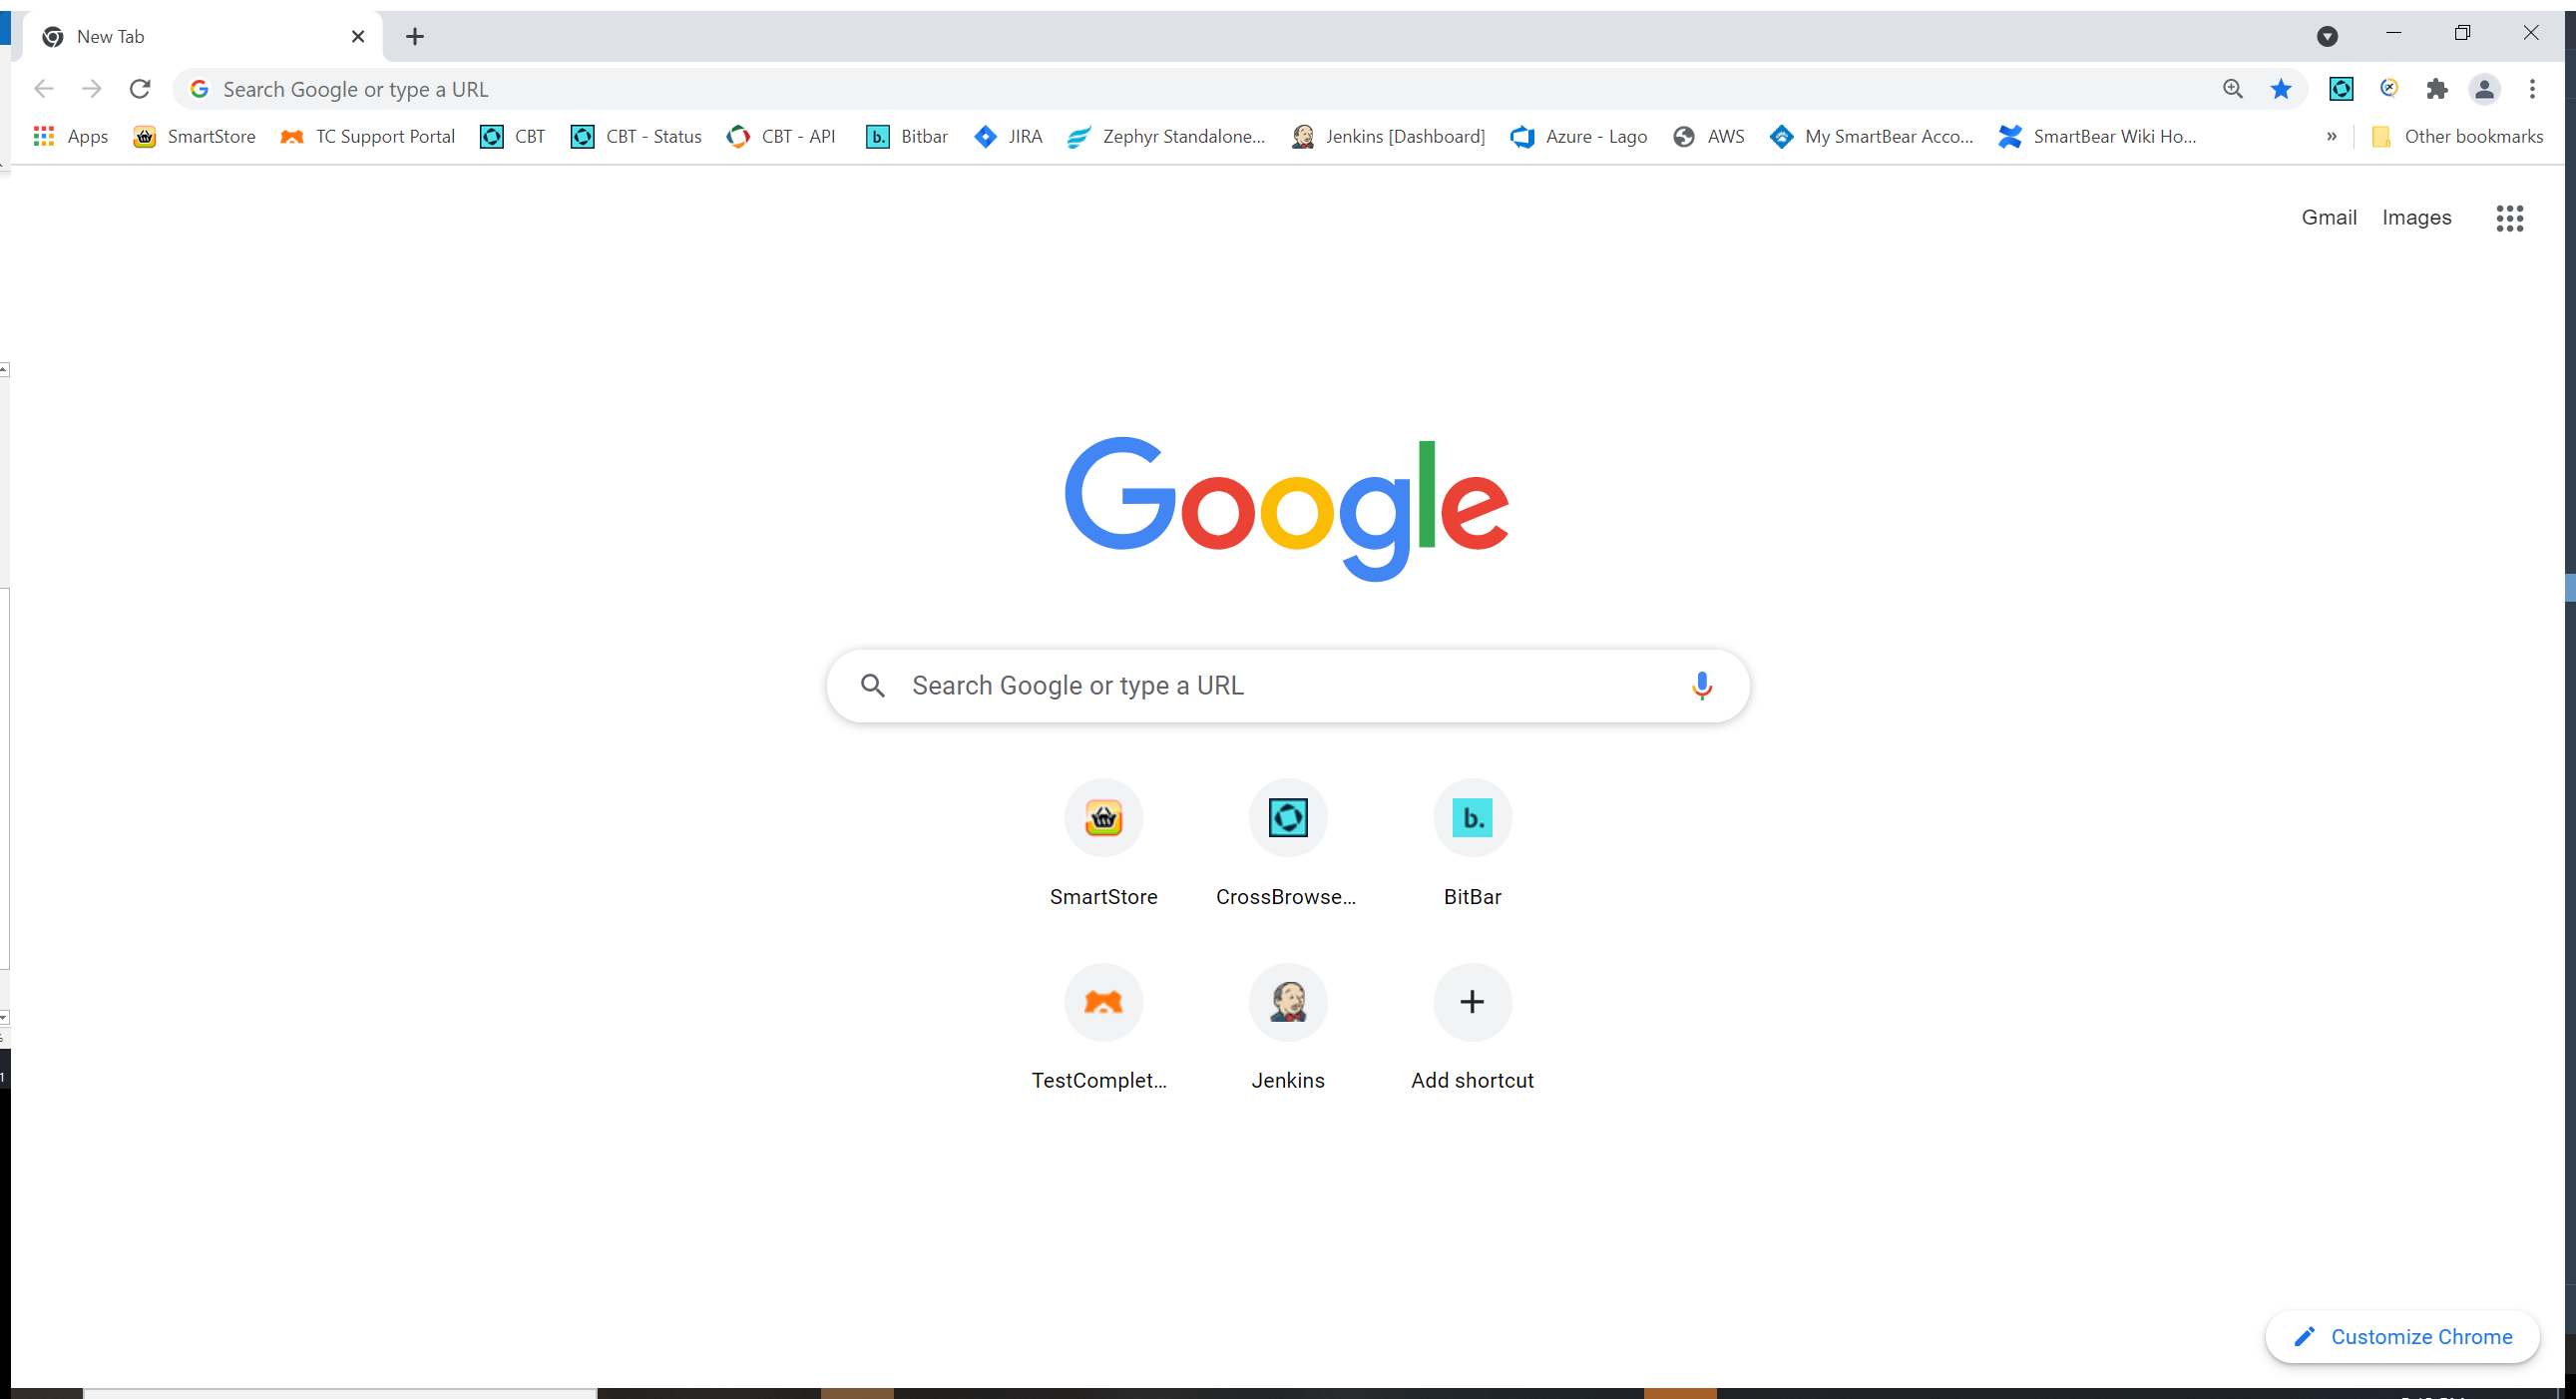 New Tab
Search Google or type a URL
Apps SmartStore TC Support Portal CBT CBT - Status CBT - API b. Bitbar JIRA Zephyr Standalone... Jenkins [Dashboard] Azure - Lago AWS My SmartBear Acco... SmartBear Wiki Ho... » Other bookmarks
Gmail Images
Google
Search Google or type a URL
b.
SmartStore CrossBrowse... BitBar
TestComplet... Jenkins Add shortcut
Customize Chrome